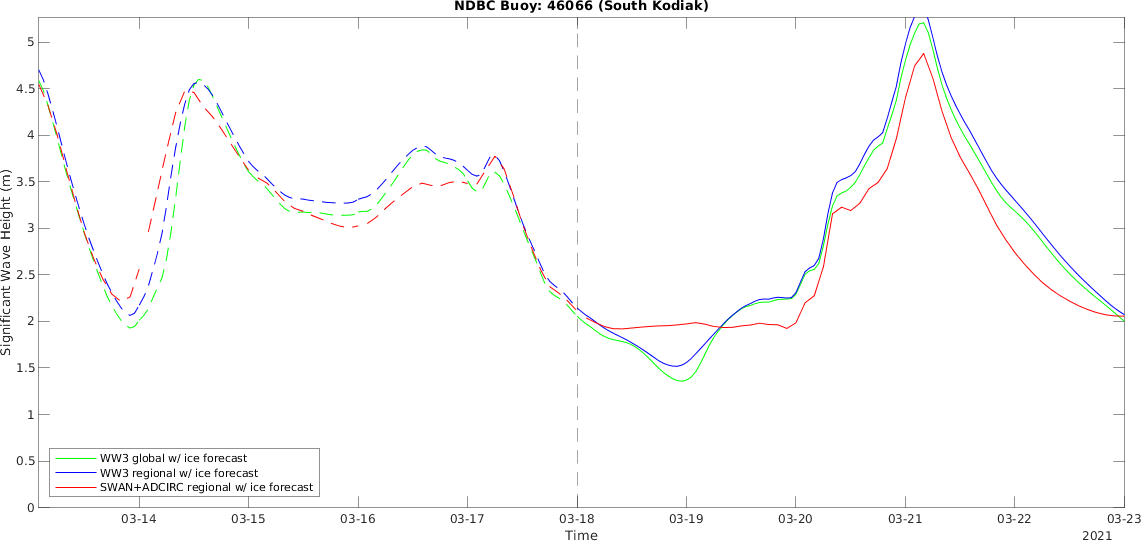 NDBC Buoy: 46066 (South Kodiak)
5
4.5
4
3.5
3
2.5
2
1.5
1
0.5
0
Significant Wave Height (m)
WW3 global w/ ice forecast
WW3 regional w/ ice forecast
SWAN+ADCIRC regional w/ ice forecast
03-14 03-15 03-16 03-17 03-18 03-19 03-20 03-21 03-22 03-23
Time
2021